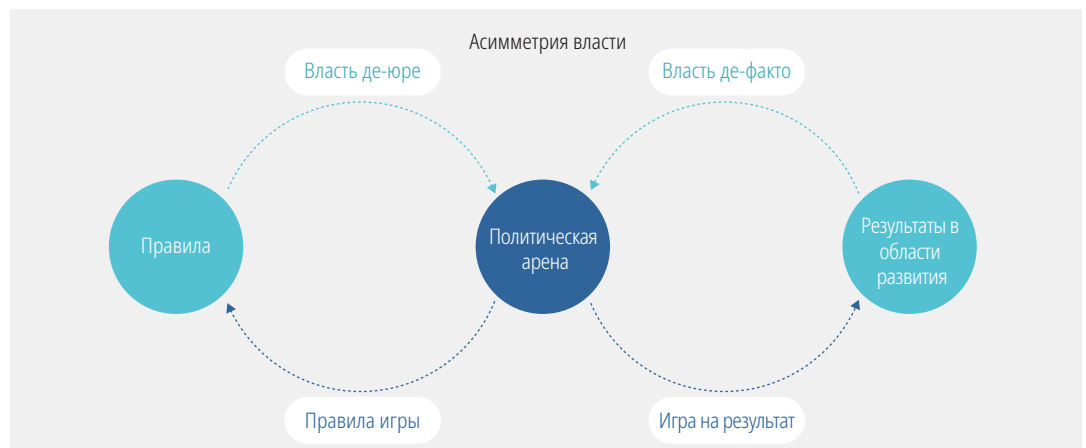 Асимметрия власти
Власть де-юре
Власть де-факто
Правила
Политическая
арена
Результаты в
области
развития
Правила игры
Игра на результат